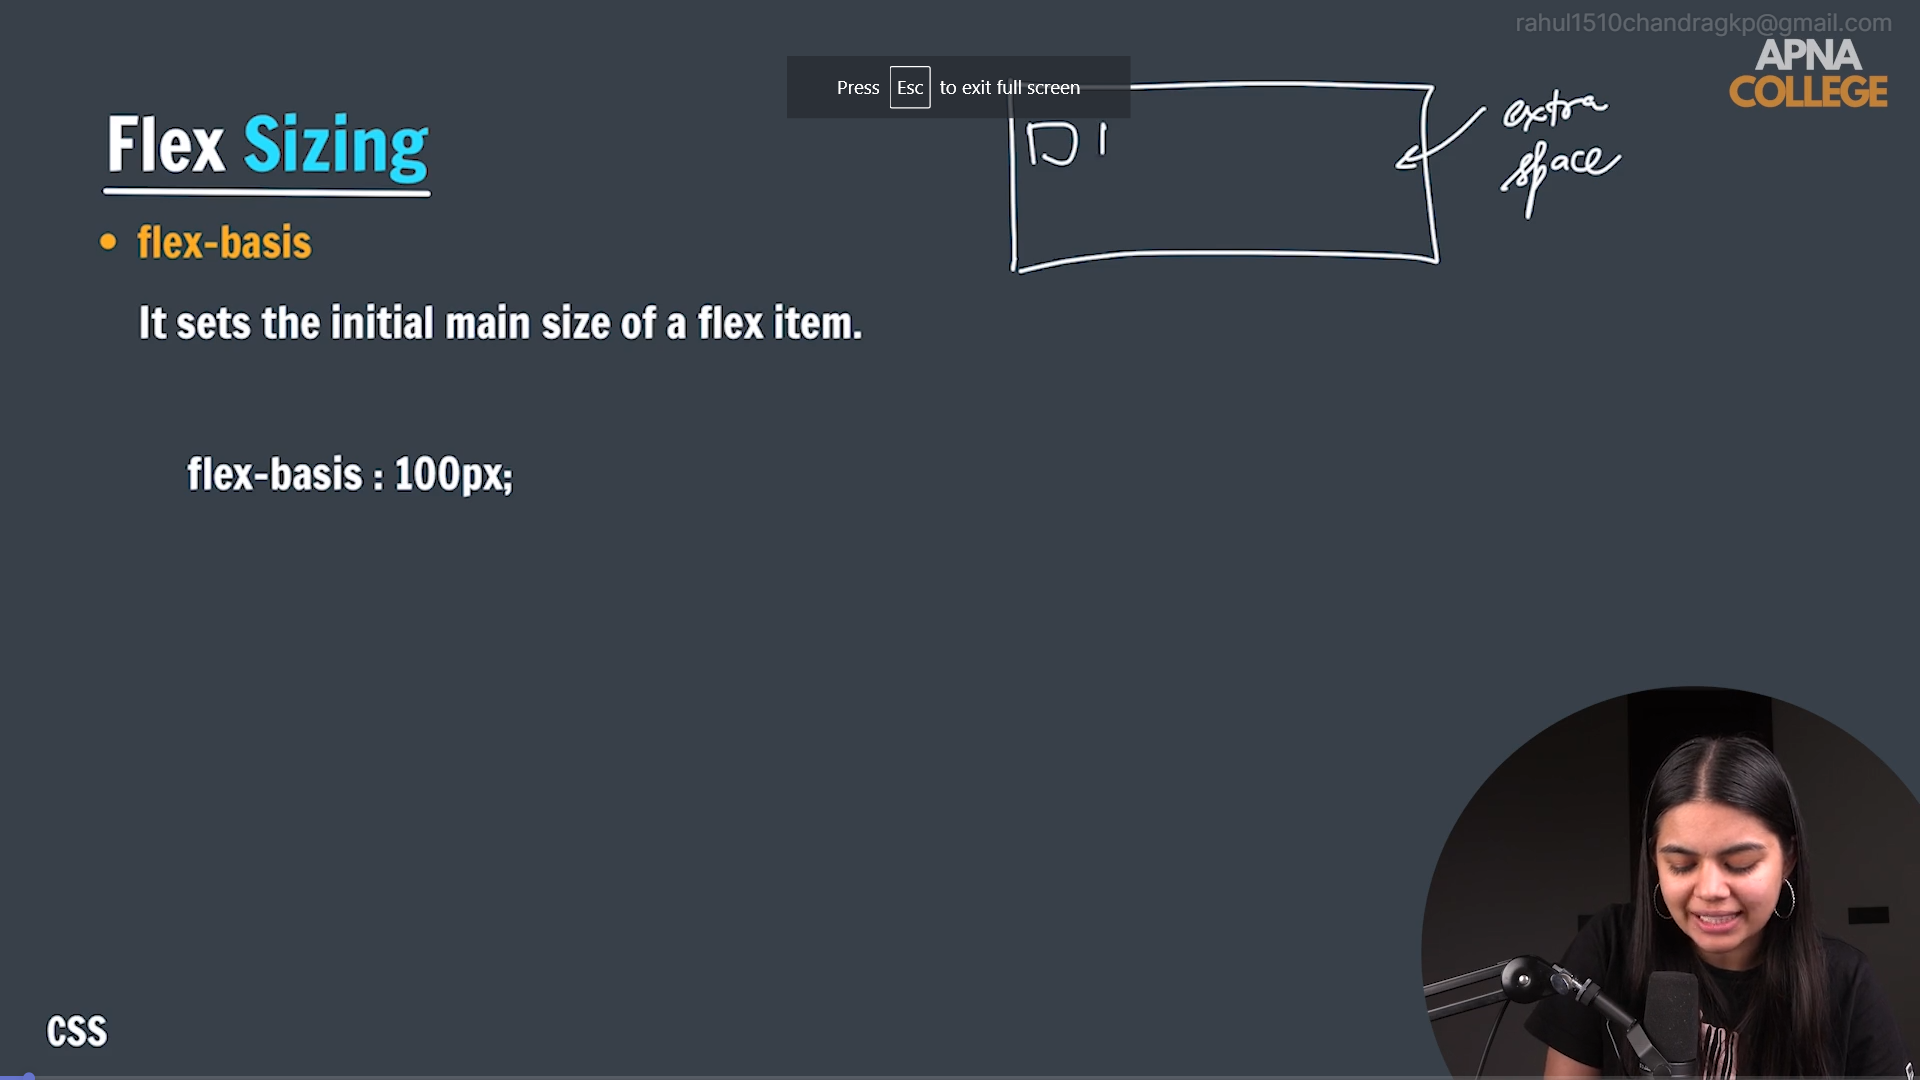 rahul1510chandragkp@gmail.com
APNA
COLLEGE
Press Esc to exit full screen
Flex Sizing
extra
space
• flex-basis
It sets the initial main size of a flex item.
flex-basis : 100px;
CSS